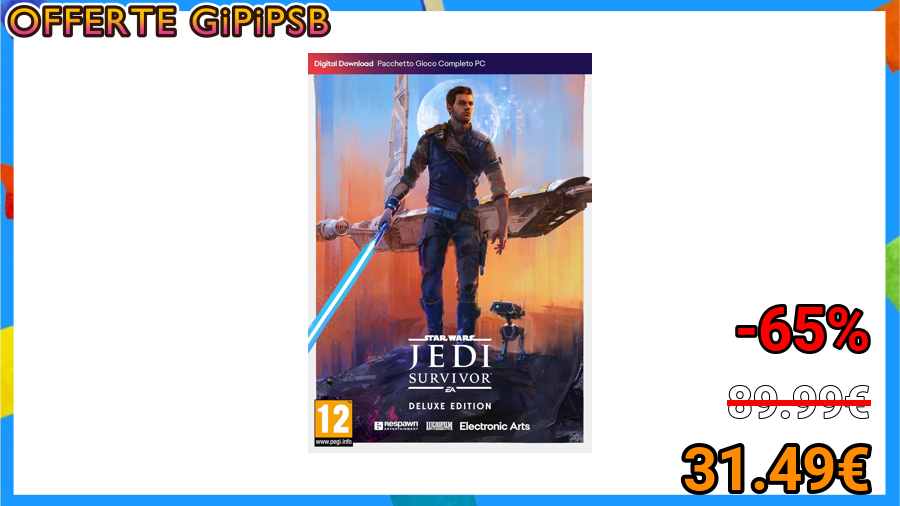 OFFERTE GiPiPSB
Digital Download Pacchetto Gioco Completo PC
STAR WARS
JEDI
SURVIVOR
EA
DELUXE EDITION
12
www.pegi.info
Respawn
ENTERTAINMENT
LUCASFILM
Electronic Arts
-65%
89.99€
31.49€